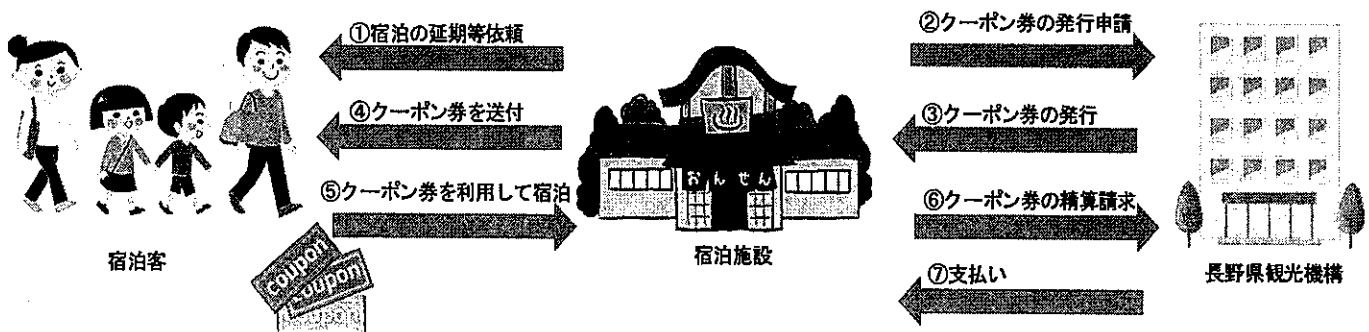 ①宿泊の延期等依頼
②クーポン券の発行申請
④クーポン券を送付
③クーポン券の発行
おんせん
⑤クーポン券を利用して宿泊
⑥クーポン券の精算請求
宿泊客
宿泊施設
長野県観光機構
⑦支払い
coupon
coupon
coupon